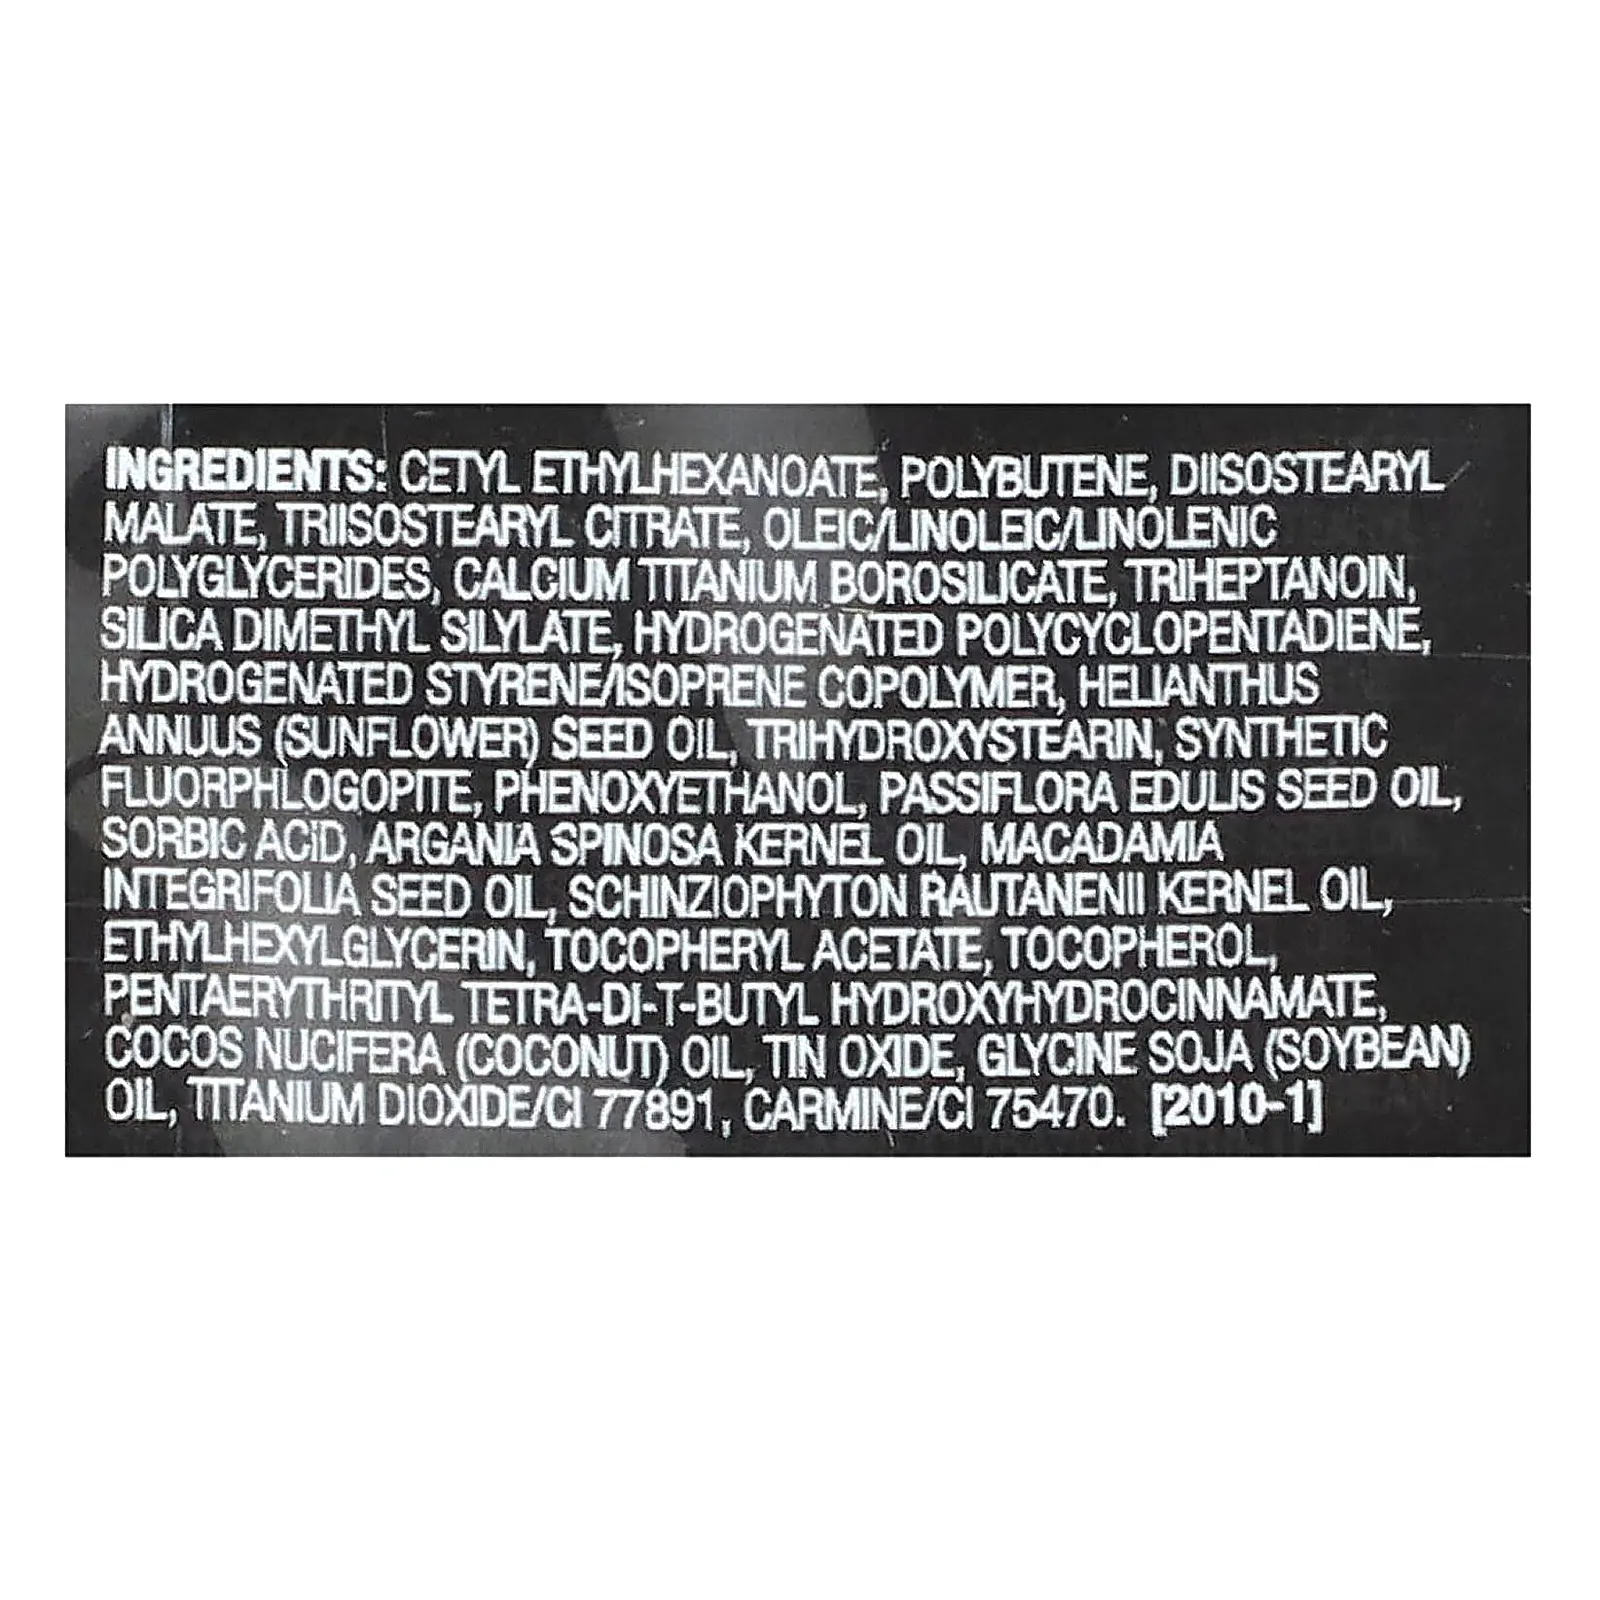 INGREDIENTS: CETYL ETHYLHEXANOATE, POLYBUTENE, DIISOSTEARYL
MALATE, TRIISOSTEARYL CITRATE, OLEIC/LINOLEIC/LINOLENIC
POLYGLYCERIDES, CALCIUM TITANIUM BOROSILICATE, TRIHEPTANOIN,
SILICA DIMETHYL SILYLATE, HYDROGENATED POLYCYCLOPENTADIENE,
HYDROGENATED STYRENE/ISOPRENE COPOLYMER, HELIANTHUS
ANNUUS (SUNFLOWER) SEED OIL, TRIHYDROXYSTEARIN, SYNTHETIC
FLUORPHLOGOPITE, PHENOXYETHANOL, PASSIFLORA EDULIS SEED OIL,
SORBIC ACID, ARGANIA SPINOSA KERNEL OIL, MACADAMIA
INTEGRIFOLIA SEED OIL, SCHINZIOPHYTON RAUTANENII KERNEL OIL,
ETHYLHEXYLGLYCERIN, TOCOPHERYL ACETATE, TOCOPHEROL,
PENTAERYTHRITYL TETRA-DI-T-BUTYL HYDROXYHYDROCINNAMATE,
COCOS NUCIFERA (COCONUT) OIL, TIN OXIDE, GLYCINE SOJA (SOYBEAN)
OIL, TITANIUM DIOXIDE/CI 77891, CARMINE/CI 75470. [2010-1]